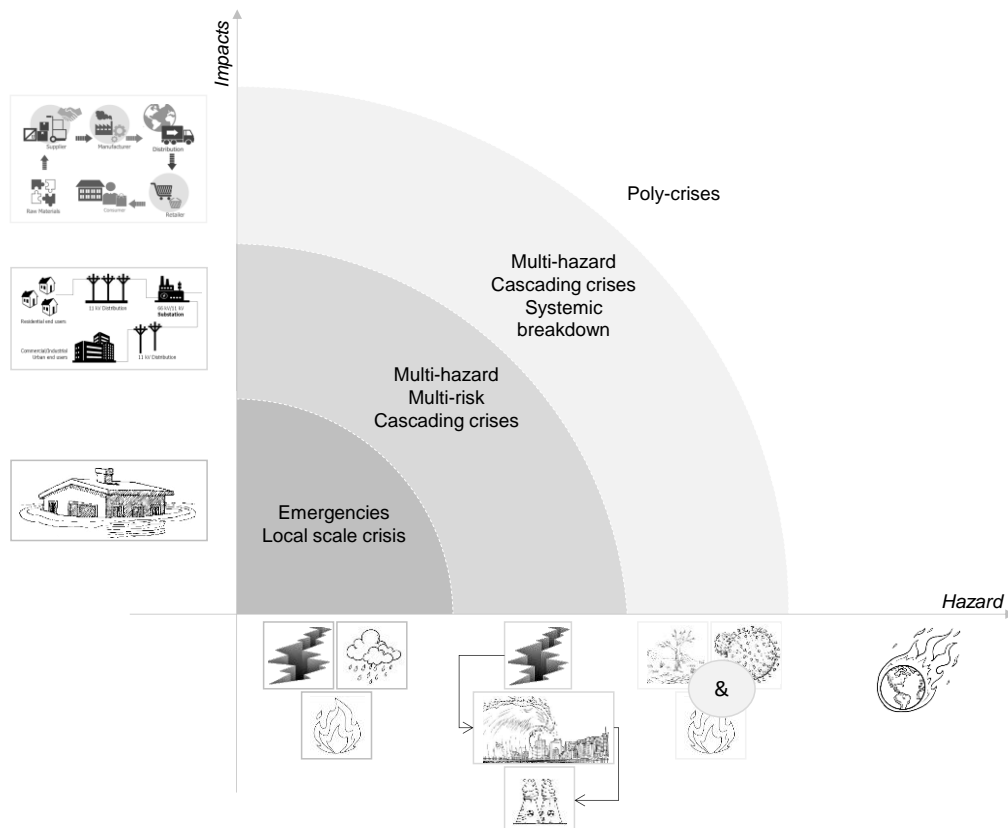 Impacts
Supplier
Manufacturer
Distribution
Raw Materials
Consumer
Retailer
Poly-crises
Multi-hazard
Cascading crises
Systemic
breakdown
Residential end users
11 kV Distribution
Substation
Commercial/Industrial
Urban end users
11 kV Distribution
Multi-hazard
Multi-risk
Cascading crises
Emergencies
Local scale crisis
Hazard
&